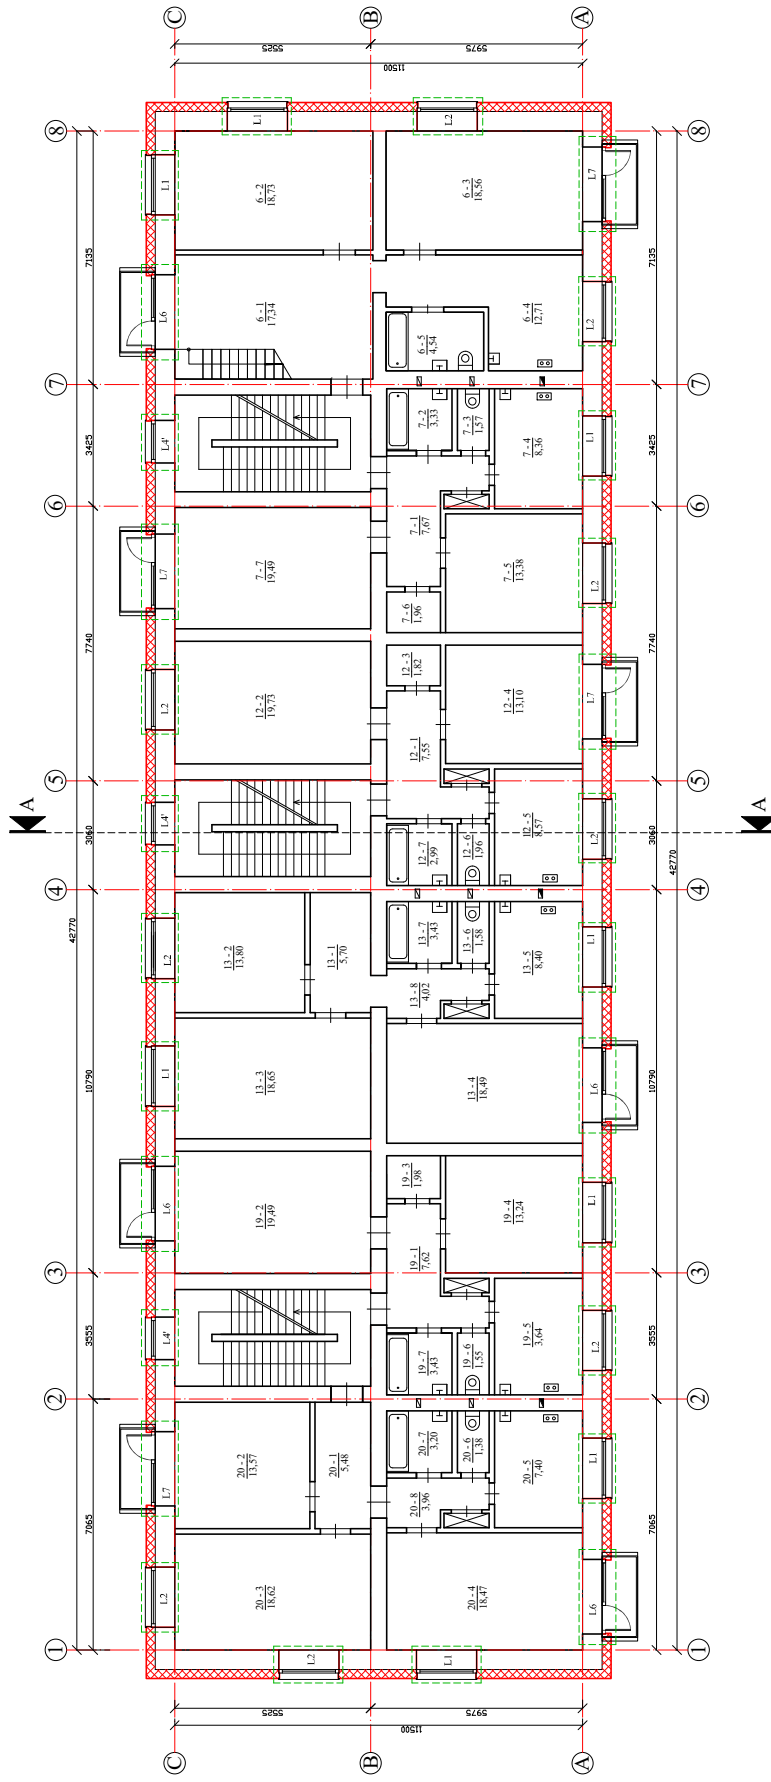 A
1
2
3
4
5
6
7
8
42770
7065
3555
10790
3060
7740
3425
7135
L2
L7
L4'
L6
L1
L2
L4'
L2
L7
L4'
L6
L1
C
5525
11500
B
5975
A
C
5525
11500
B
5975
A
L2
L1
L1
L2
20 - 3
18,62
20 - 2
13,57
20 - 1
5,48
19 - 2
19,49
13 - 3
18,65
13 - 2
13,80
13 - 1
5,70
12 - 2
19,73
7 - 7
19,49
6 - 1
17,34
6 - 2
18,73
20 - 4
18,47
20 - 8
3,96
20 - 7
3,20
20 - 6
1,38
20 - 5
7,40
19 - 7
3,43
19 - 6
1,55
19 - 5
3,64
19 - 1
7,62
19 - 3
1,98
19 - 4
13,24
13 - 4
18,49
13 - 8
4,02
13 - 7
3,43
13 - 6
1,58
13 - 5
8,40
12 - 7
2,99
12 - 6
1,96
12 - 5
8,57
12 - 1
7,55
12 - 3
1,82
12 - 4
13,10
7 - 6
1,96
7 - 1
7,67
7 - 5
13,38
7 - 2
3,33
7 - 3
1,57
7 - 4
8,36
6 - 5
4,54
6 - 4
12,71
6 - 3
18,56
L6
L1
L2
L1
L6
L1
L2
L7
L2
L1
L2
L7
7065
3555
10790
3060
7740
3425
7135
42770
1
2
3
4
5
6
7
8
A